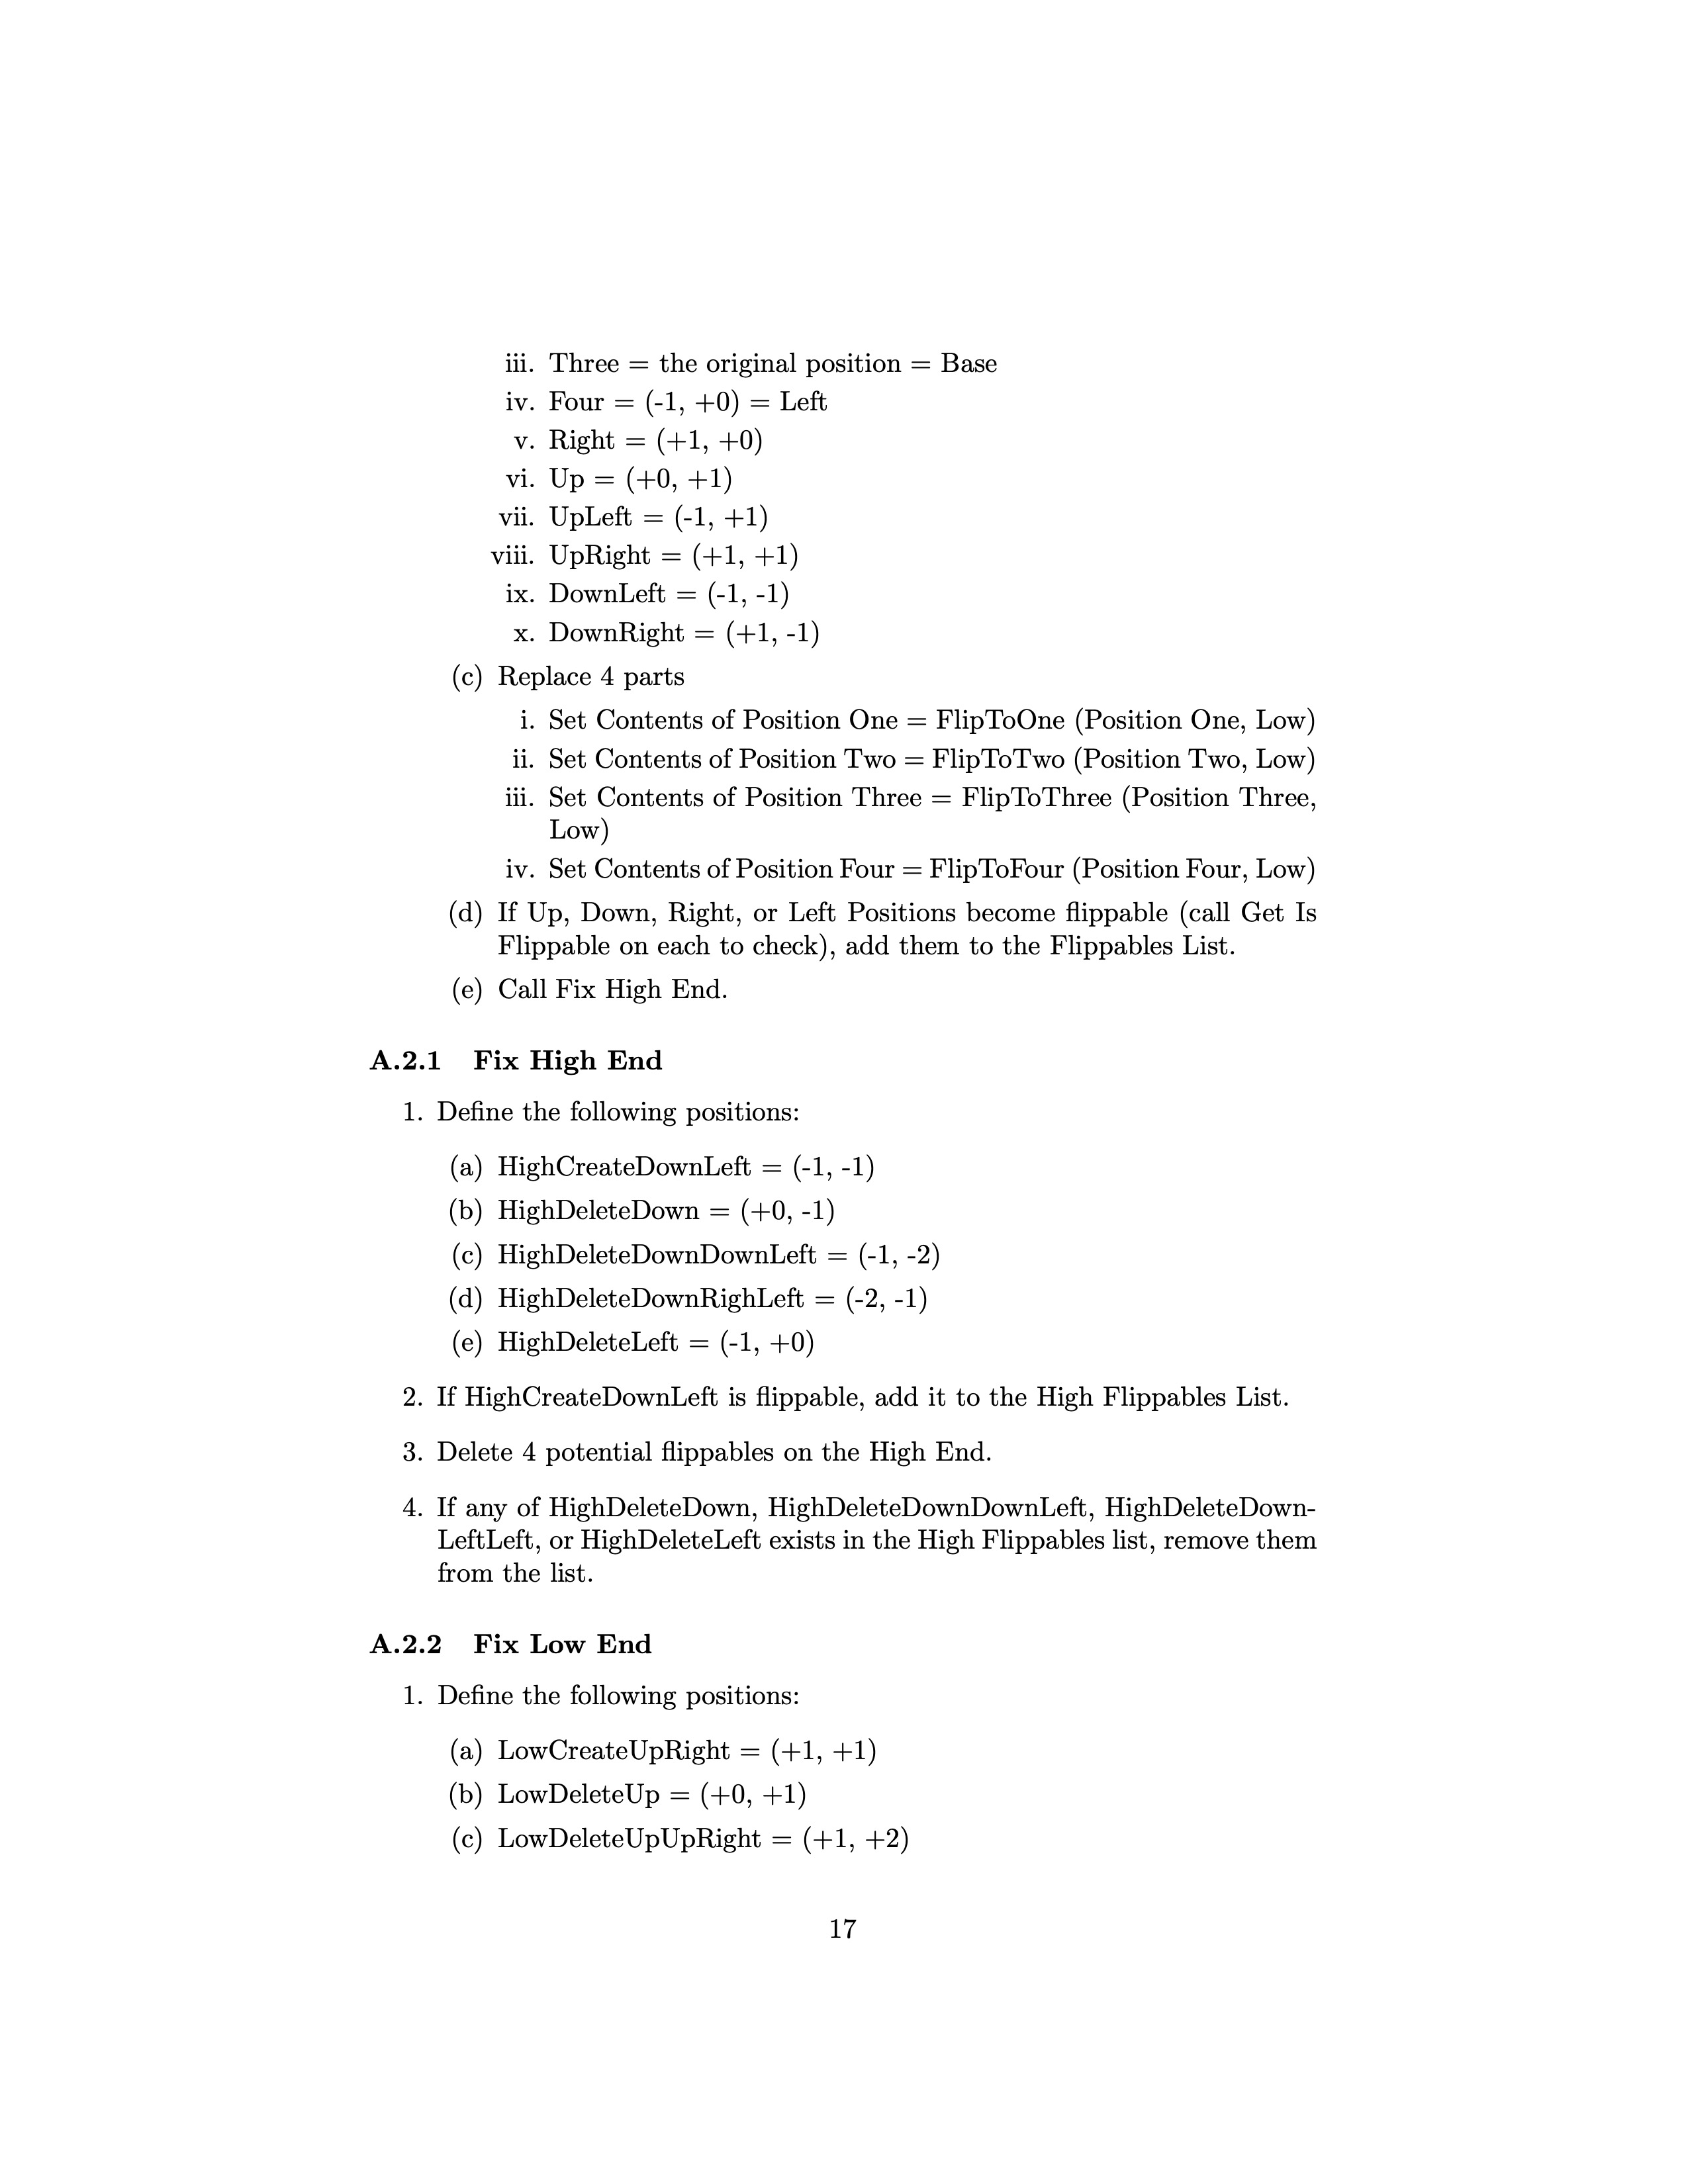 iii. Three = the original position = Base
iv. Four = (-1, +0) = Left
v. Right = (+1, +0)
vi. Up = (+0, +1)
vii. UpLeft = (-1, +1)
viii. UpRight = (+1, +1)
ix. DownLeft = (-1, -1)
x. DownRight = (+1, -1)
(c) Replace 4 parts
i. Set Contents of Position One = FlipToOne (Position One, Low)
ii. Set Contents of Position Two = FlipToTwo (Position Two, Low)
iii. Set Contents of Position Three = FlipToThree (Position Three,
Low)
iv. Set Contents of Position Four = FlipToFour (Position Four, Low)
(d) If Up, Down, Right, or Left Positions become flippable (call Get Is
Flippable on each to check), add them to the Flippables List.
(e) Call Fix High End.
A.2.1 Fix High End
1. Define the following positions:
(a) HighCreateDownLeft = (-1, -1)
(b) HighDeleteDown = (+0, -1)
(c) HighDeleteDownDownLeft = (-1, -2)
(d) HighDeleteDownRighLeft = (-2, -1)
(e) HighDeleteLeft = (-1, +0)
2. If HighCreateDownLeft is flippable, add it to the High Flippables List.
3. Delete 4 potential flippables on the High End.
4. If any of HighDeleteDown, HighDeleteDownDownLeft, HighDeleteDown-
LeftLeft, or HighDeleteLeft exists in the High Flippables list, remove them
from the list.
A.2.2 Fix Low End
1. Define the following positions:
(a) LowCreateUpRight = (+1, +1)
(b) LowDeleteUp = (+0, +1)
(c) LowDeleteUpUpRight = (+1, +2)
17